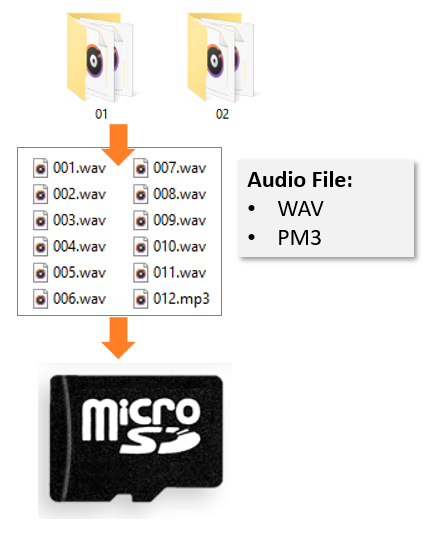 01 02
001.wav 007.wav
002.wav 008.wav
003.wav 009.wav
004.wav 010.wav
005.wav 011.wav
006.wav 012.mp3
Audio File:
• WAV
• PM3
micro
SD